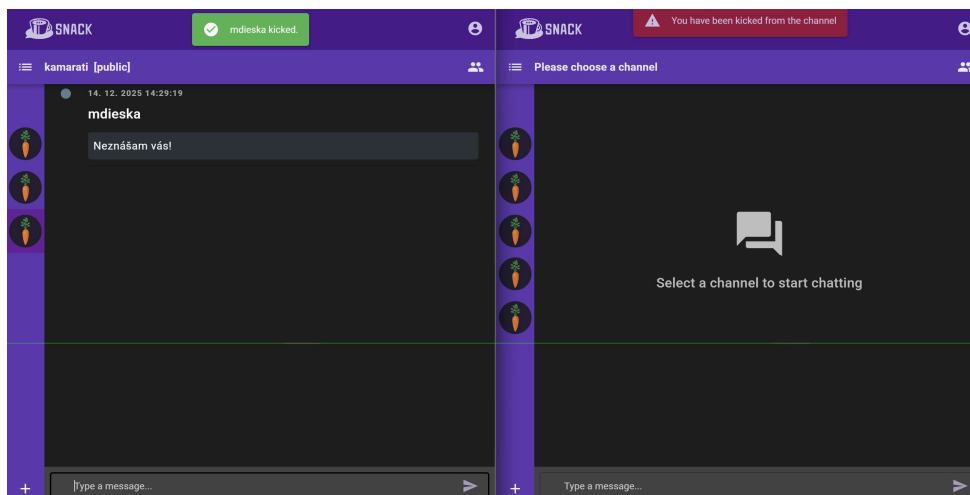 SNACK
mdieska kicked.
kamarati [public]
14. 12. 2025 14:29:19
mdieska
Neznášam vás!
Type a message...
SNACK
You have been kicked from the channel
Please choose a channel
Select a channel to start chatting
Type a message...